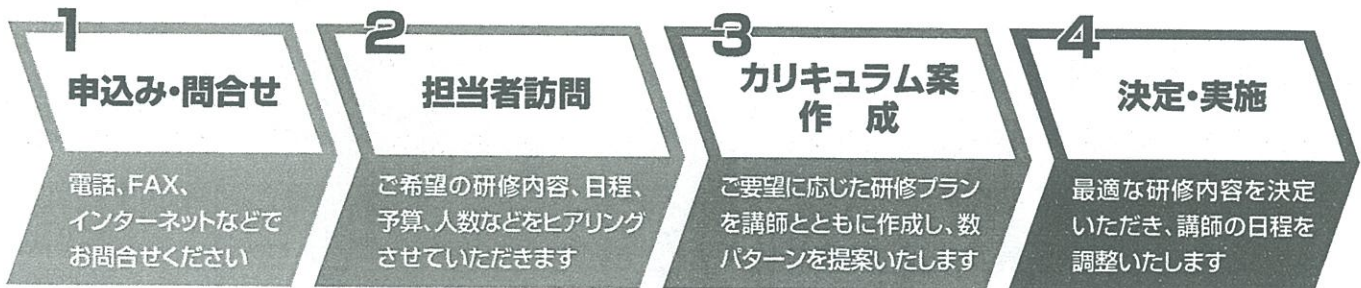 1
申込み・問合せ
電話、FAX、
インターネットなどで
お問合せください
2
担当者訪問
ご希望の研修内容、日程、
予算、人数などをヒアリング
させていただきます
3
カリキュラム案
作 成
ご要望に応じた研修プラン
を講師とともに作成し、数
パターンを提案いたします
4
決定・実施
最適な研修内容を決定
いただき、講師の日程を
調整いたします